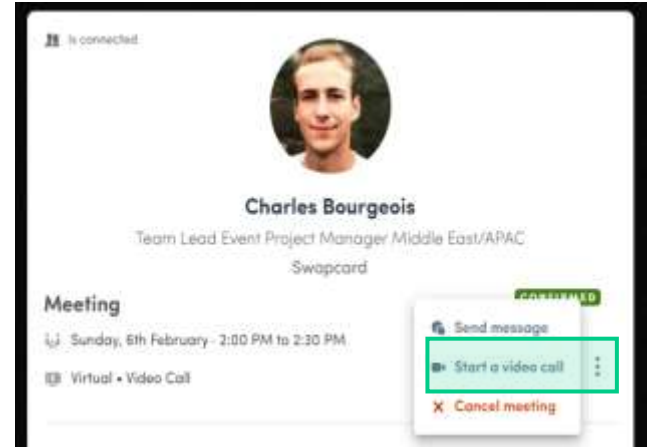 Is connected
Charles Bourgeois
Team Lead Event Project Manager Middle East/APAC
Swapcard
Meeting
CONFIRMED
Sunday, 6th February - 2:00 PM to 2:30 PM
Virtual • Video Call
Send message
Start a video call
Cancel meeting